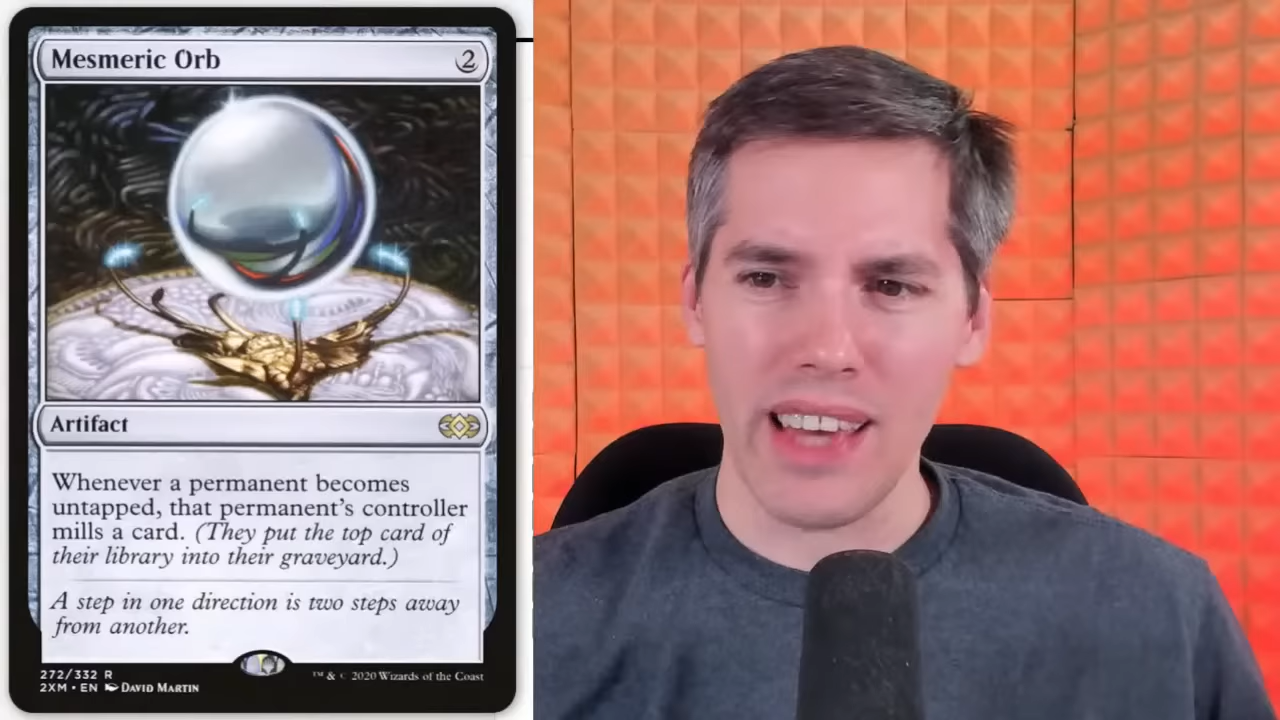 Mesmeric Orb 2
Artifact
Whenever a permanent becomes
untapped, that permanent's controller
mills a card. (They put the top card of
their library into their graveyard.)
A step in one direction is two steps away
from another.
272/332 R
2XM • EN DAVID MARTIN
™ & © 2020 Wizards of the Coast